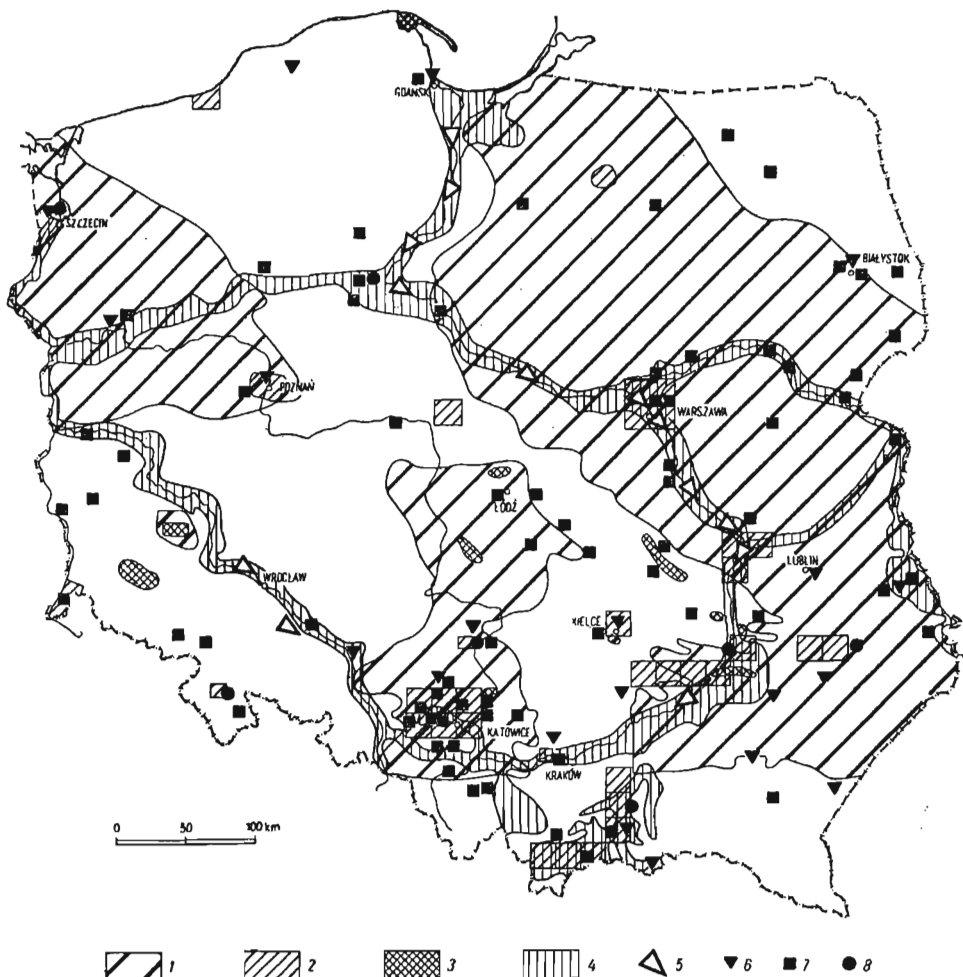 GDAŃSK
SZCZECIN
BIAŁYSTOK
POZNAŃ
WARSZAWA
ŁÓDŹ
LUBLIN
WROCŁAW
KIELCE
KATOWICE
KRAKÓW
0 50 100 km
1 2 3 4 5 6 7 8